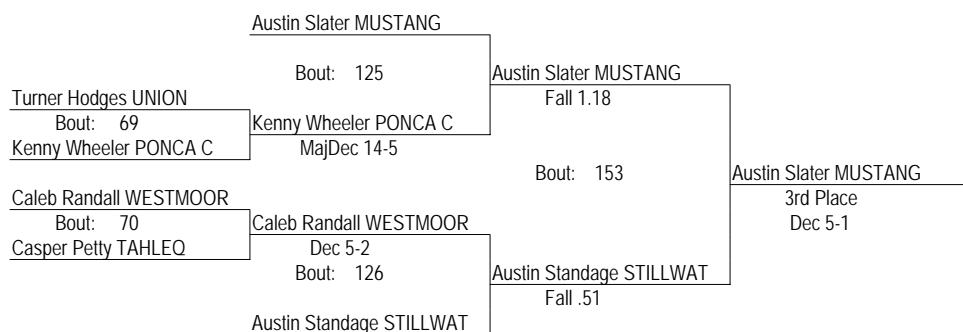 Austin Slater MUSTANG
Bout: 125
Austin Slater MUSTANG
Turner Hodges UNION
Fall 1.18
Bout: 69
Kenny Wheeler PONCA C
Kenny Wheeler PONCA C
MajDec 14-5
Bout: 153
Austin Slater MUSTANG
Caleb Randall WESTMOOR
3rd Place
Bout: 70
Caleb Randall WESTMOOR
Dec 5-1
Casper Petty TAHLEQ
Dec 5-2
Bout: 126
Austin Standage STILLWAT
Fall .51
Austin Standage STILLWAT